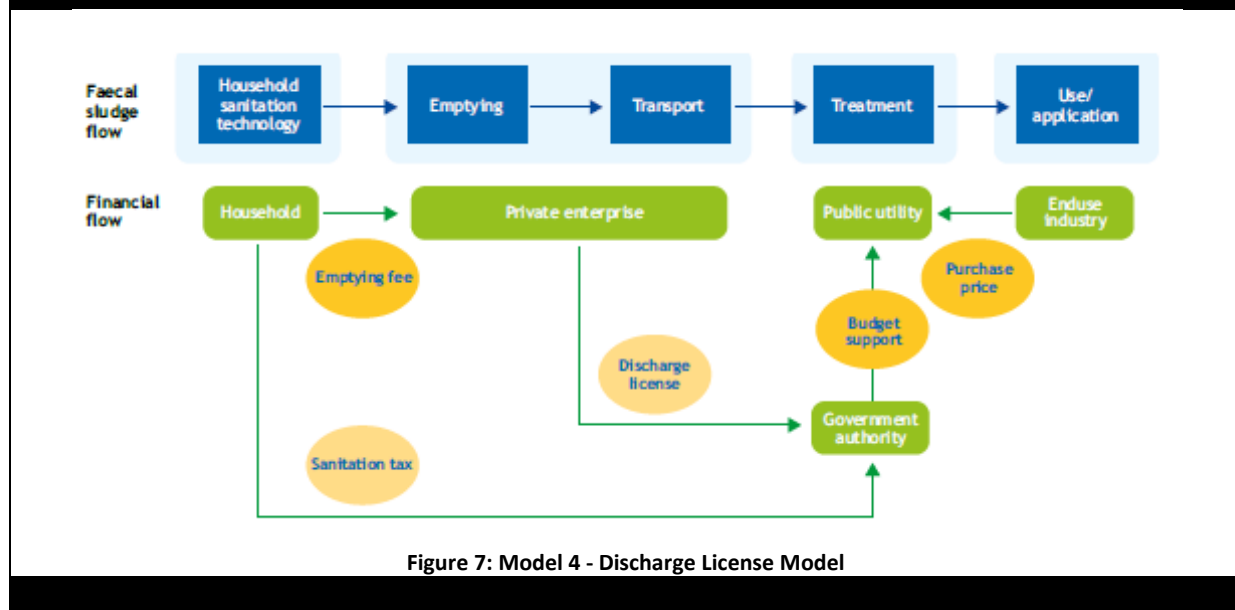 Faecal
sludge
flow
Household
sanitation
technology
Emptying
Transport
Treatment
Use/
application
Financial
flow
Household
Private enterprise
Public utility
Enduse
industry
Emptying fee
Purchase
price
Budget
support
Discharge
license
Government
authority
Sanitation tax
Figure 7: Model 4 - Discharge License Model